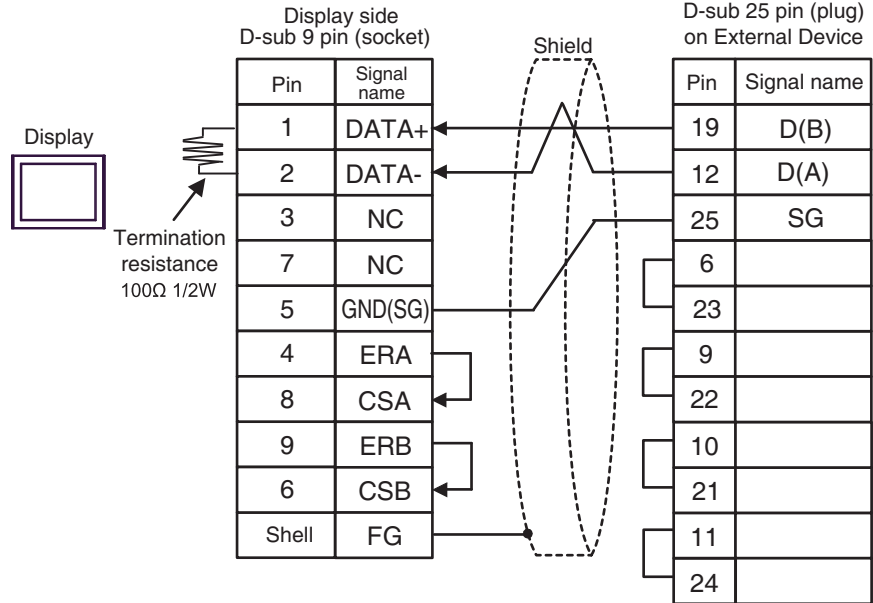 Display side
D-sub 9 pin (socket)
Shield
D-sub 25 pin (plug)
on External Device
Display
Termination
resistance
100Ω 1/2W
Pin Signal name
1 DATA+
2 DATA-
3 NC
7 NC
5 GND(SG)
4 ERA
8 CSA
9 ERB
6 CSB
Shell FG
Pin Signal name
19 D(B)
12 D(A)
25 SG
6
23
9
22
10
21
11
24